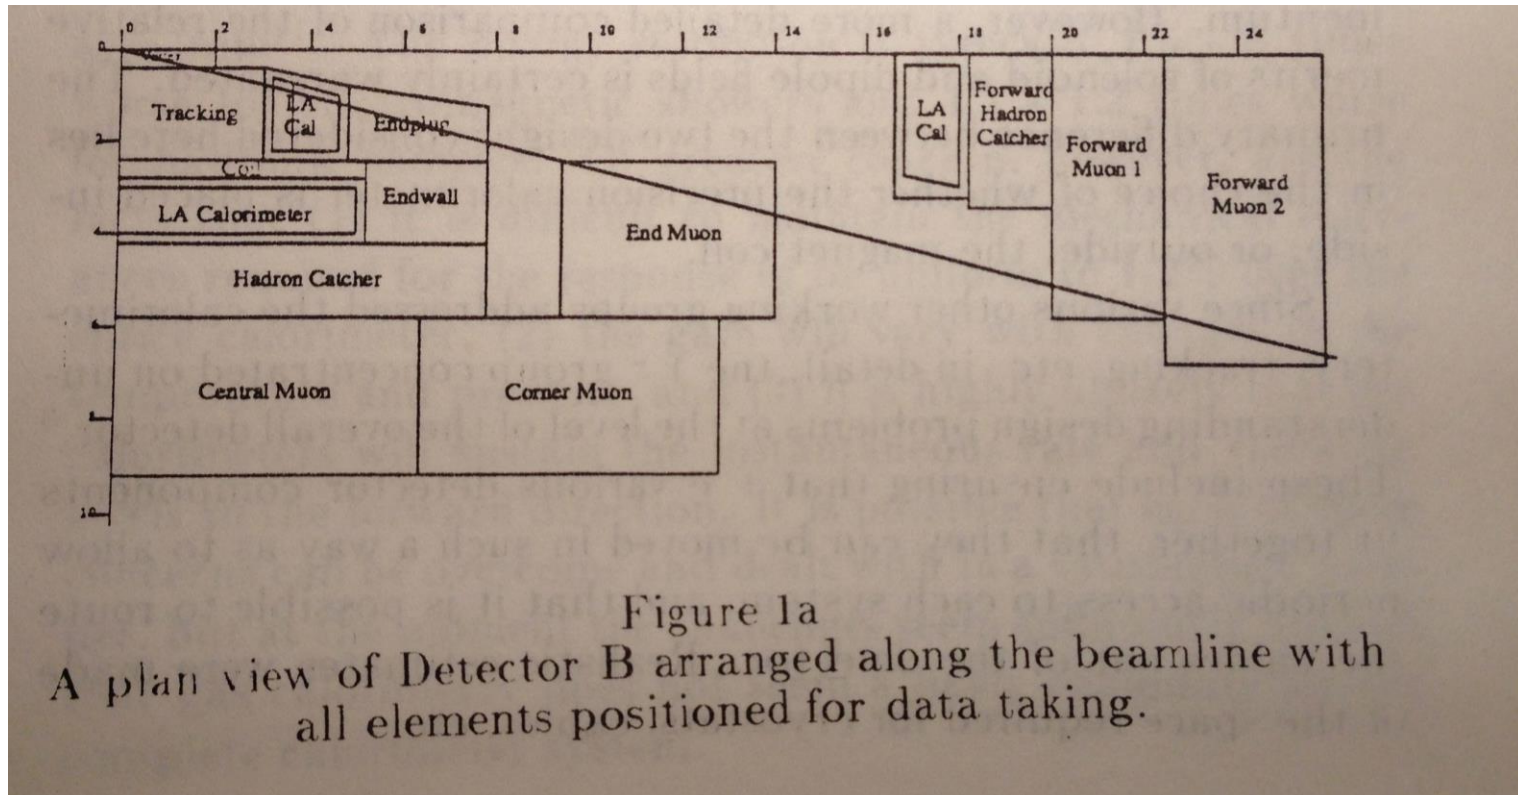 0 2 4 6 8 10 12 14 16 18 20 22 24
0
2
4
6
8
10
Tracking
LA
Cal
Endplug
Coil
LA Calorimeter
Endwall
Hadron Catcher
End Muon
Central Muon
Corner Muon
LA
Cal
Forward
Hadron
Catcher
Forward
Muon 1
Forward
Muon 2
Figure 1a
A plan view of Detector B arranged along the beamline with
all elements positioned for data taking.